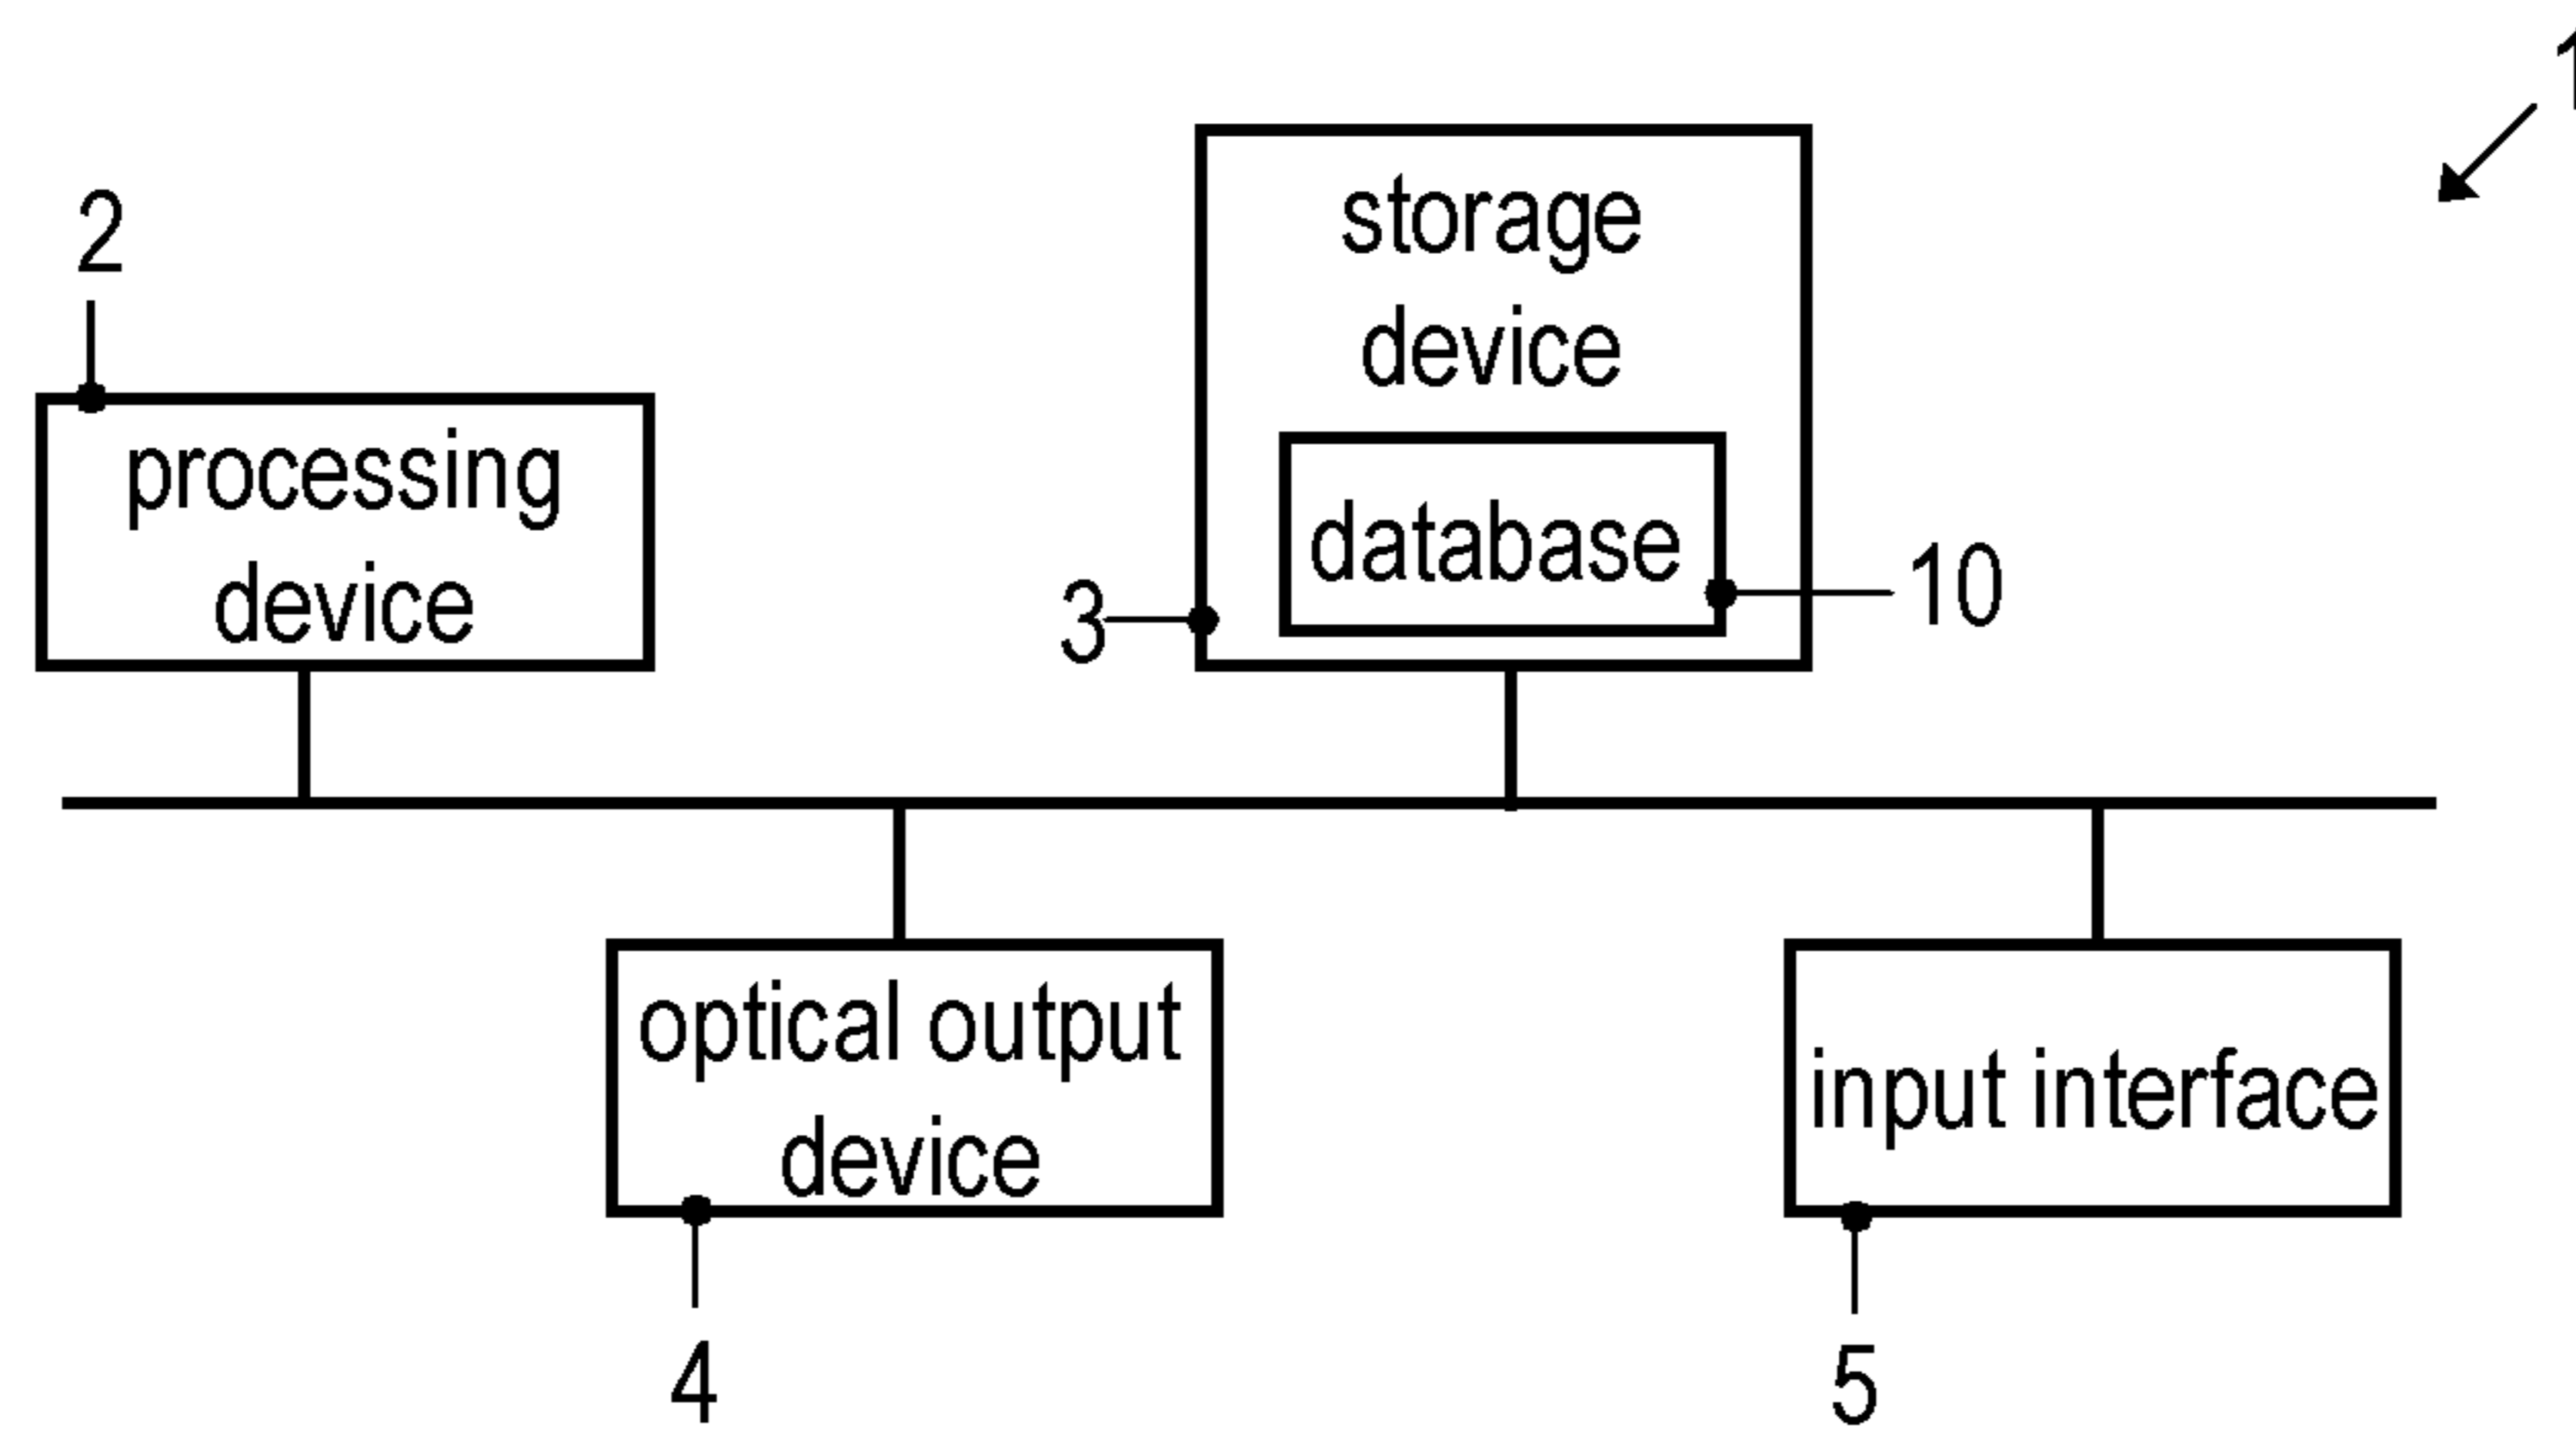 1
2
storage
device
processing
device
database
3
10
optical output
device
input interface
4
5